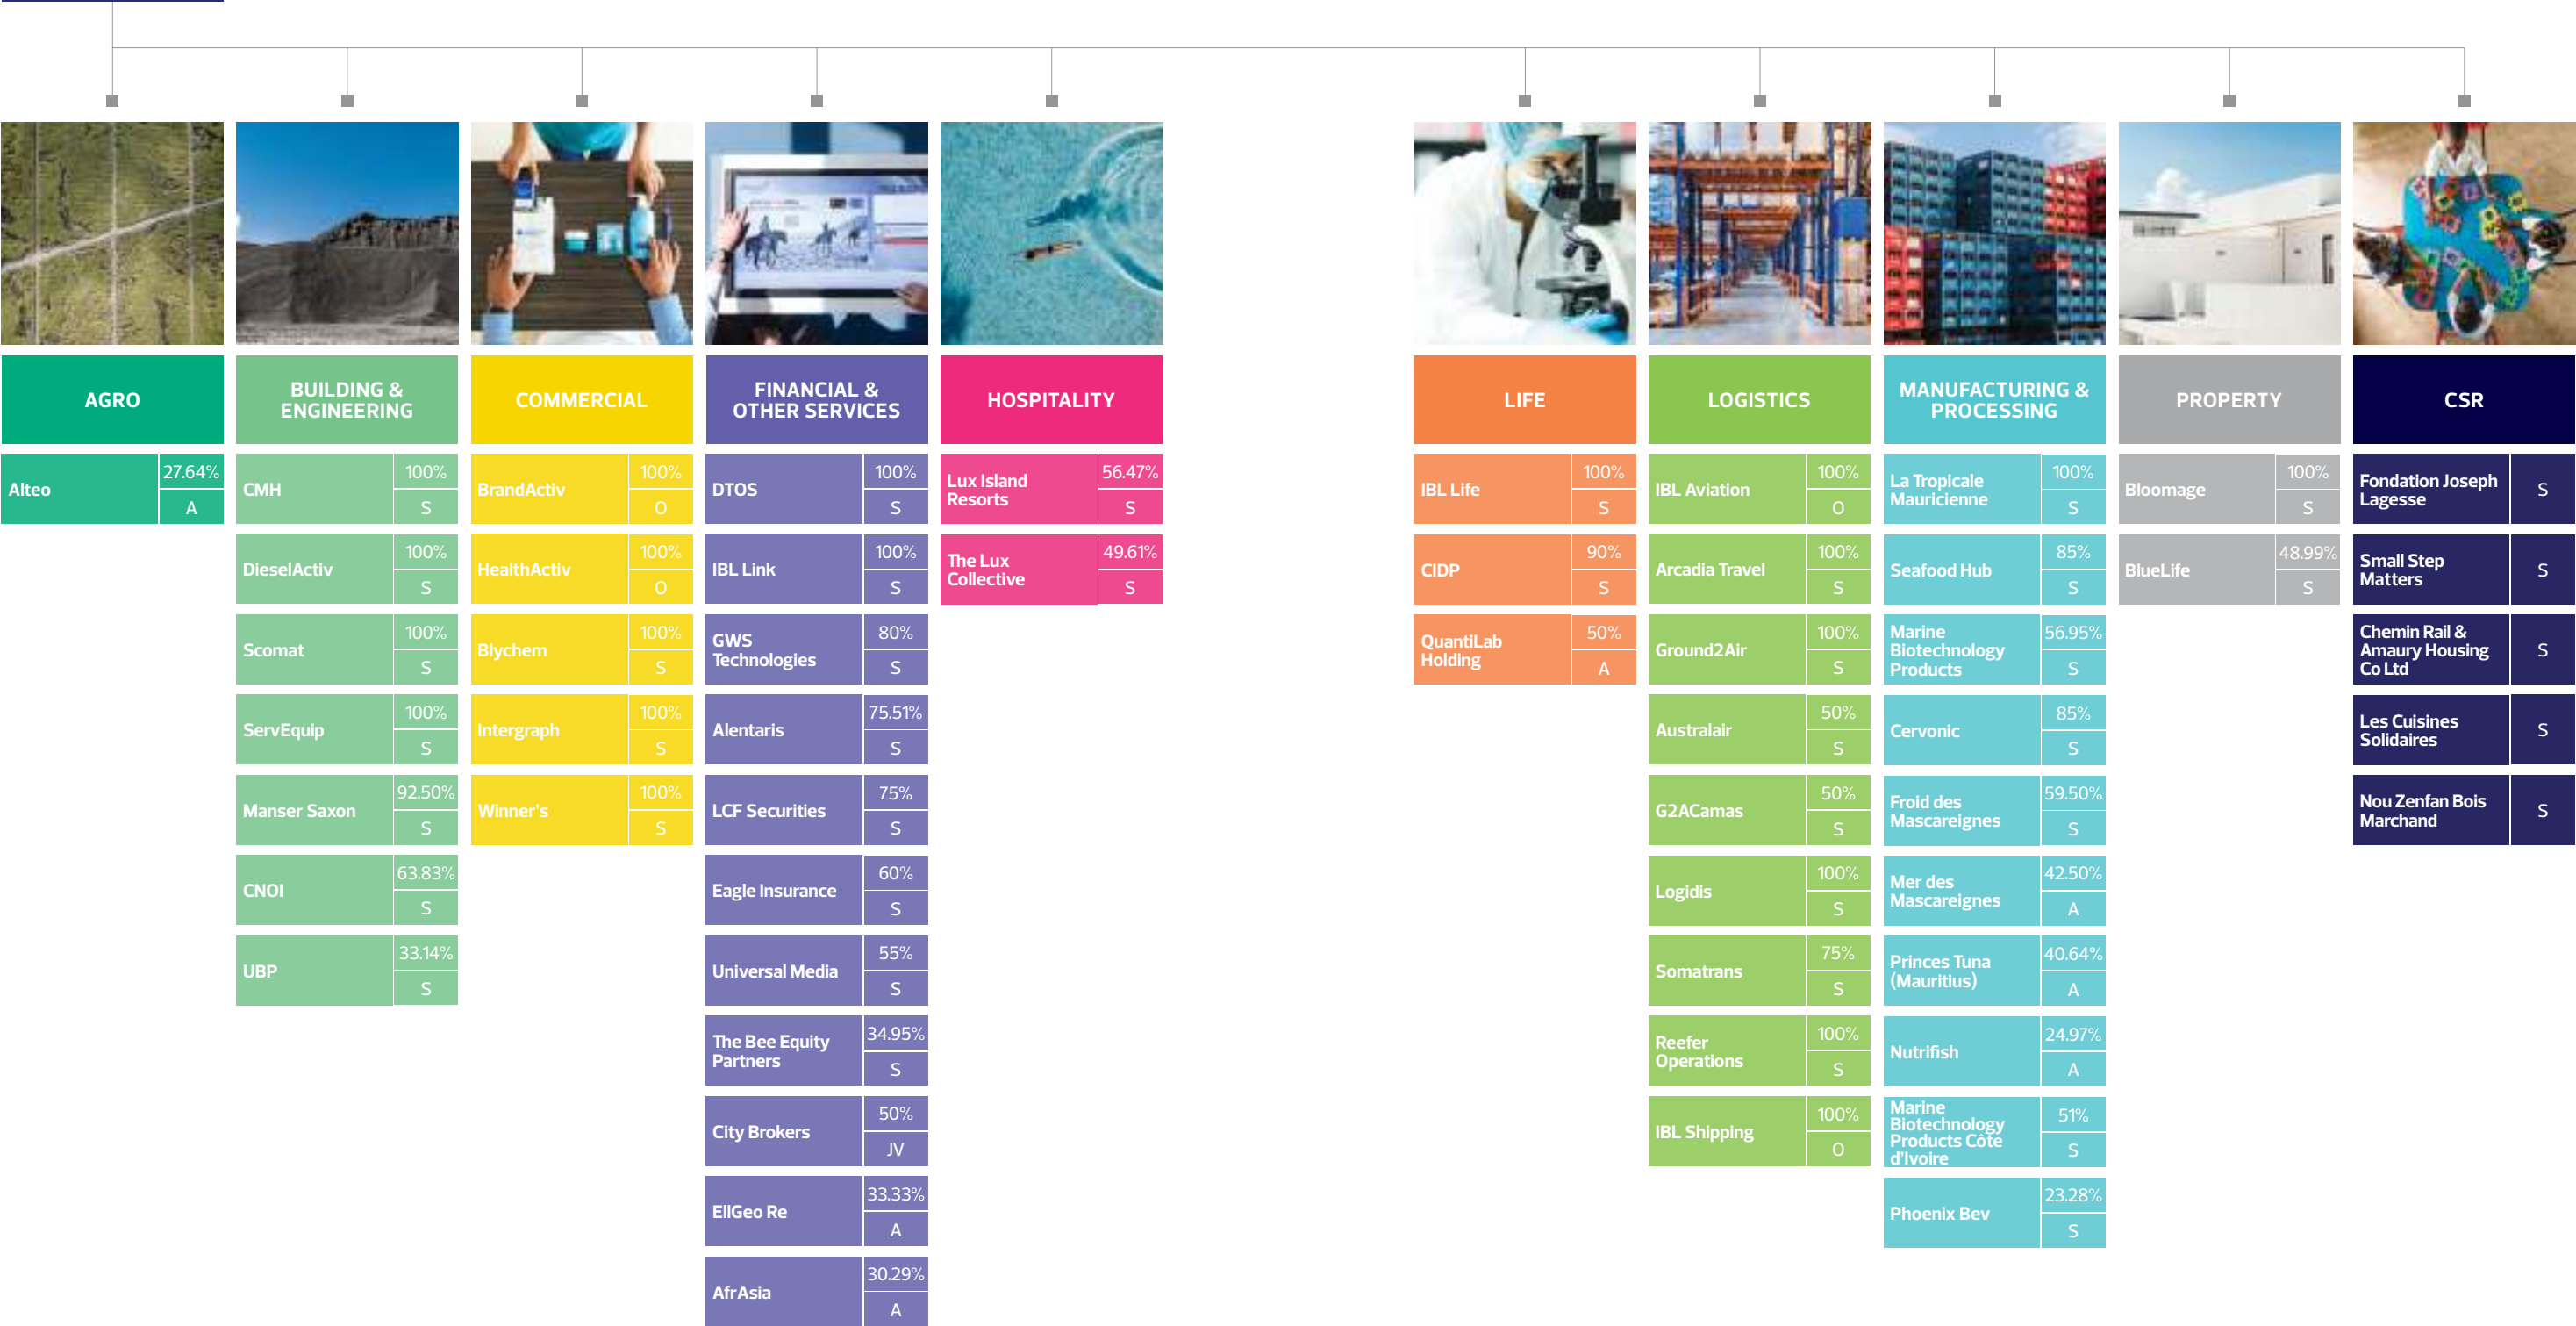 AGRO
Alteo
27.64%
A
BUILDING &
ENGINEERING
CMH
100%
S
DieselActiv
100%
S
Scomat
100%
S
ServEquip
100%
S
Manser Saxon
92.50%
S
CNOI
63.83%
S
UBP
33.14%
S
COMMERCIAL
BrandActiv
100%
O
HealthActiv
100%
O
Blychem
100%
S
Intergraph
100%
S
Winner's
100%
S
FINANCIAL &
OTHER SERVICES
DTOS
100%
S
IBL Link
100%
S
GWS
Technologies
80%
S
Alentaris
75.51%
S
LCF Securities
75%
S
Eagle Insurance
60%
S
Universal Media
55%
S
The Bee Equity
Partners
34.95%
S
City Brokers
50%
JV
EllGeo Re
33.33%
A
AfrAsia
30.29%
A
HOSPITALITY
Lux Island
Resorts
56.47%
S
The Lux
Collective
49.61%
S
LIFE
IBL Life
100%
S
CIDP
90%
S
QuantiLab
Holding
50%
A
LOGISTICS
IBL Aviation
100%
O
Arcadia Travel
100%
S
Ground2Air
100%
S
Australair
50%
S
G2ACamas
50%
S
Logidis
100%
S
Somatrans
75%
S
Reefer
Operations
100%
S
IBL Shipping
100%
O
MANUFACTURING &
PROCESSING
La Tropicale
Mauricienne
100%
S
Seafood Hub
85%
S
Marine
Biotechnology
Products
56.95%
S
Cervonic
85%
S
Froid des
Mascareignes
59.50%
S
Mer des
Mascareignes
42.50%
A
Princes Tuna
(Mauritius)
40.64%
A
Nutrifish
24.97%
A
Marine
Biotechnology
Products Côte
d'Ivoire
51%
S
Phoenix Bev
23.28%
S
PROPERTY
Bloomage
100%
S
BlueLife
48.99%
S
CSR
Fondation Joseph
Lagesse
S
Small Step
Matters
S
Chemin Rail &
Amaury Housing
Co Ltd
S
Les Cuisines
Solidaires
S
Nou Zenfan Bois
Marchand
S